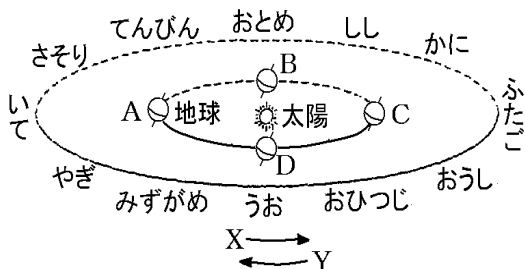 てんびん おとめ しし
さそり かに
B
いて A 地球 太陽 C ふたご
D
やぎ おうし
みずがめ うお おひつじ
X
Y